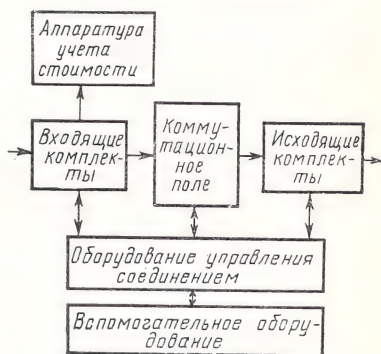 Аппаратура
учета
стоимости
Входящие
комплек-
ты
Комму-
тацион-
ное
поле
Исходящие
комплек-
ты
Оборудование управления
соединением
Вспомогательное обору-
дование